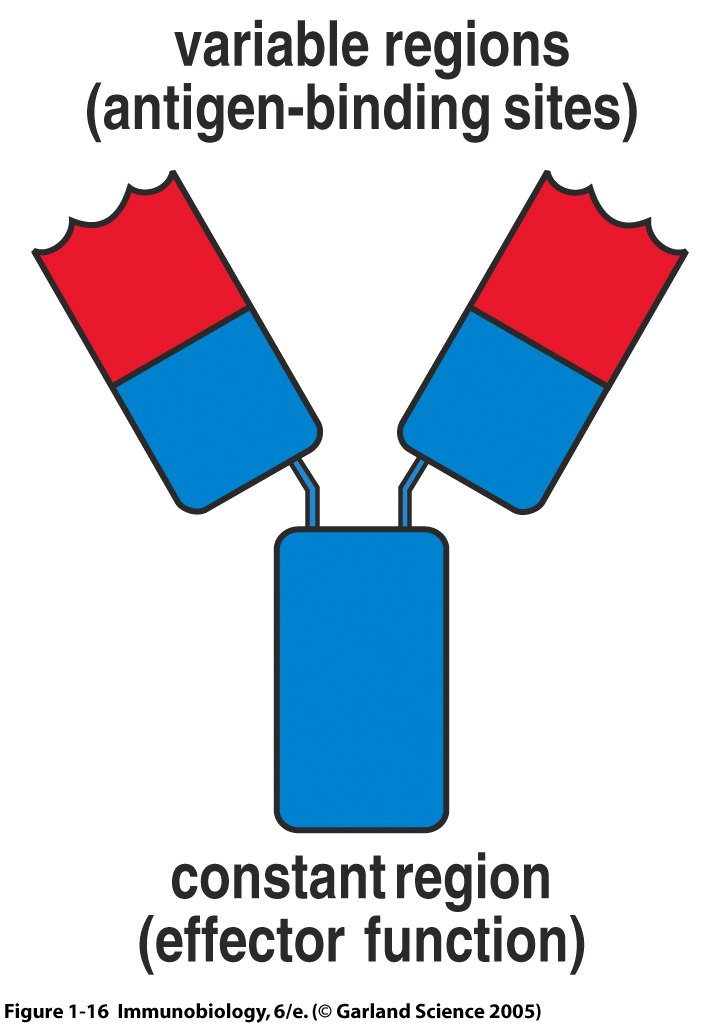 variable regions
(antigen-binding sites)
constant region
(effector function)
Figure 1-16 Immunobiology, 6/e. (© Garland Science 2005)